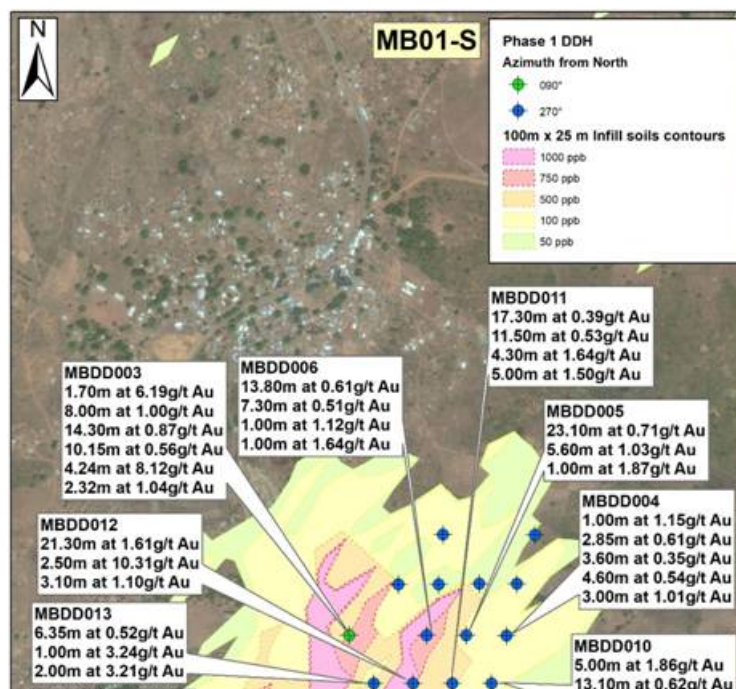 N
MB01-S
Phase 1 DDH
Azimuth from North
090°
270°
100m x 25 m Infill soils contours
1000 ppb
750 ppb
500 ppb
100 ppb
50 ppb
MBDD011
17.30m at 0.39g/t Au
11.50m at 0.53g/t Au
4.30m at 1.64g/t Au
5.00m at 1.50g/t Au
MBDD003
1.70m at 6.19g/t Au
8.00m at 1.00g/t Au
14.30m at 0.87g/t Au
10.15m at 0.56g/t Au
4.24m at 8.12g/t Au
2.32m at 1.04g/t Au
MBDD006
13.80m at 0.61g/t Au
7.30m at 0.51g/t Au
1.00m at 1.12g/t Au
1.00m at 1.64g/t Au
MBDD005
23.10m at 0.71g/t Au
5.60m at 1.03g/t Au
1.00m at 1.87g/t Au
MBDD004
1.00m at 1.15g/t Au
2.85m at 0.61g/t Au
3.60m at 0.35g/t Au
4.60m at 0.54g/t Au
3.00m at 1.01g/t Au
MBDD012
21.30m at 1.61g/t Au
2.50m at 10.31g/t Au
3.10m at 1.10g/t Au
MBDD013
6.35m at 0.52g/t Au
1.00m at 3.24g/t Au
2.00m at 3.21g/t Au
MBDD010
5.00m at 1.86g/t Au
13.10m at 0.62g/t Au